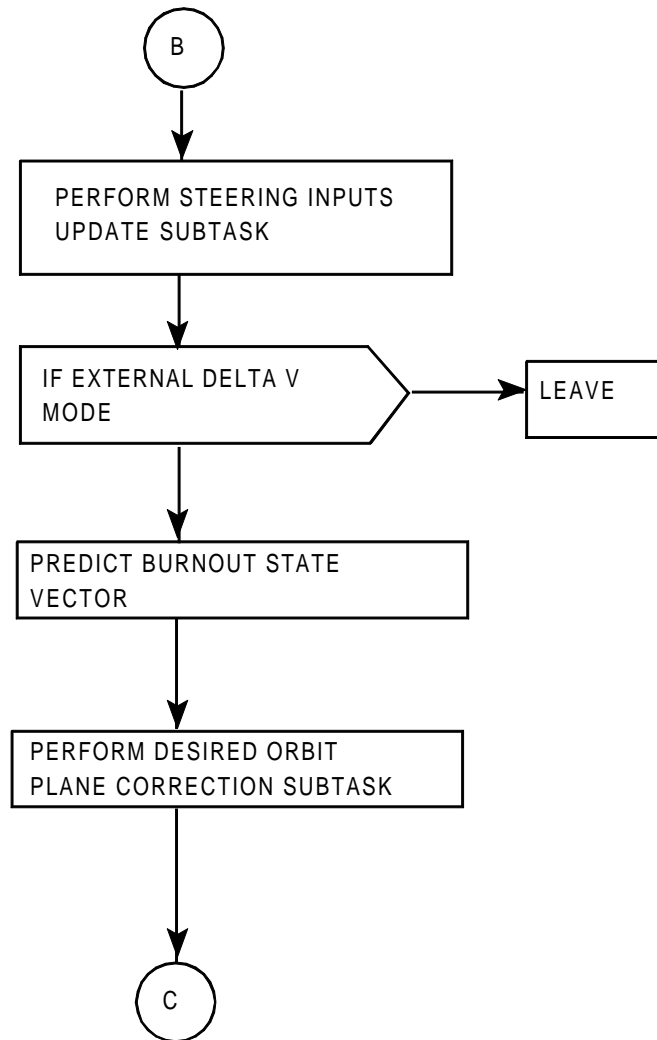 B
PERFORM STEERING INPUTS
UPDATE SUBTASK
IF EXTERNAL DELTA V
MODE
LEAVE
PREDICT BURNOUT STATE
VECTOR
PERFORM DESIRED ORBIT
PLANE CORRECTION SUBTASK
C